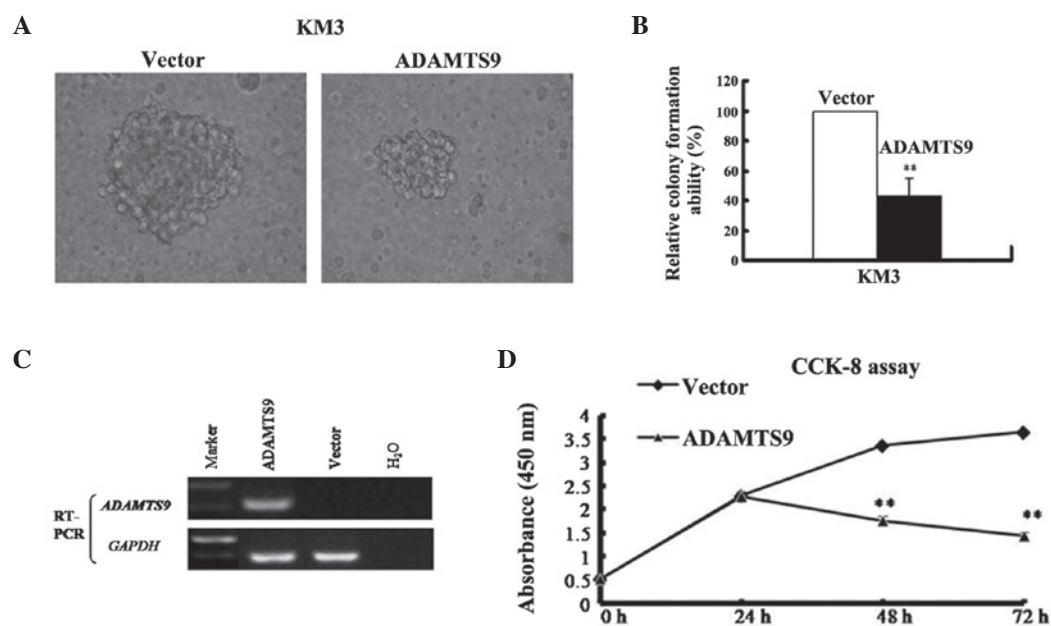 A
KM3
Vector
ADAMTS9
B
Relative colony formation
ability (%)
120
100
80
60
40
20
0
Vector
ADAMTS9
**
KM3
C
Marker
ADAMTS9
Vector
H₂O
RT-
PCR
ADAMTS9
GAPDH
D
CCK-8 assay
Vector
ADAMTS9
Absorbance (450 nm)
4
3.5
3
2.5
2
1.5
1
0.5
0
**
**
0 h
24 h
48 h
72 h